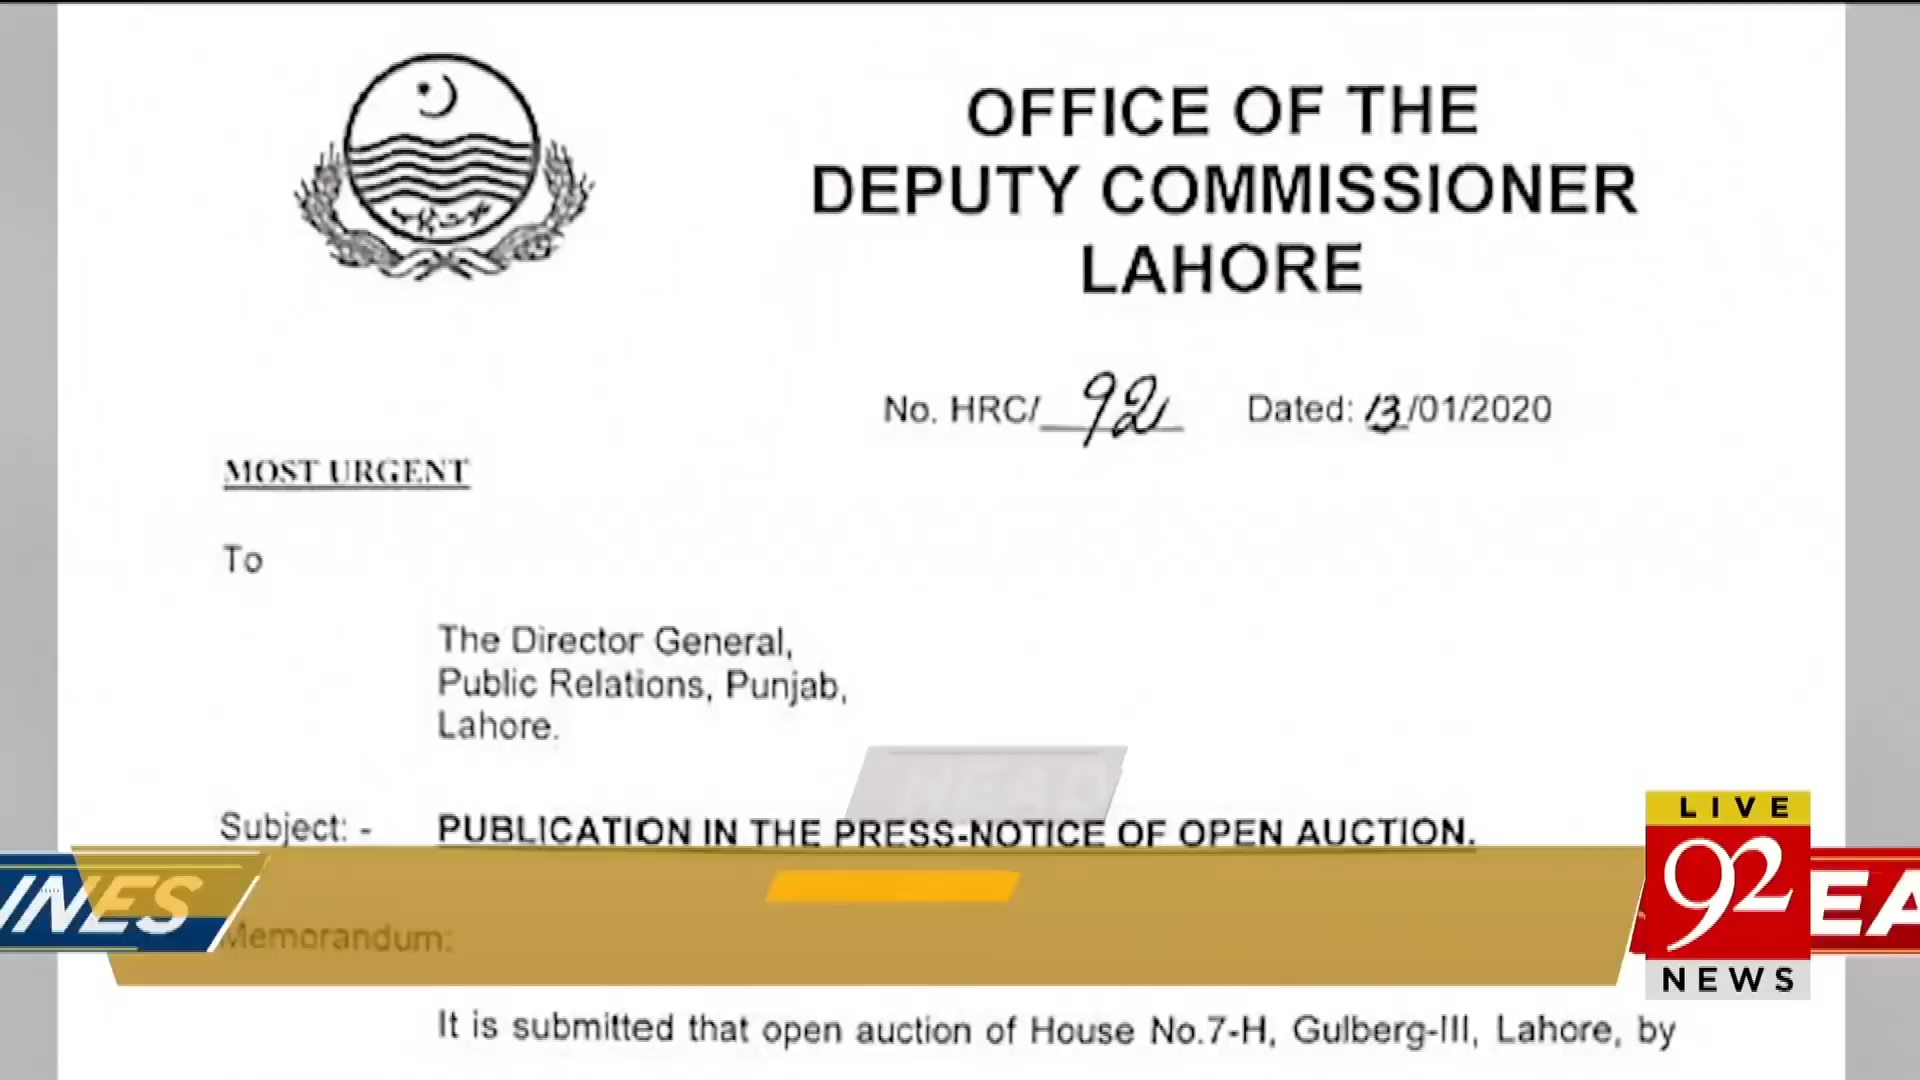 OFFICE OF THE
DEPUTY COMMISSIONER
LAHORE
No. HRC/ 92 Dated: 13/01/2020
MOST URGENT
To
The Director General,
Public Relations, Punjab,
Lahore.
Subject: - PUBLICATION IN THE PRESS-NOTICE OF OPEN AUCTION.
Memorandum:
It is submitted that open auction of House No.7-H, Gulberg-III, Lahore, by
LIVE
92
NEWS